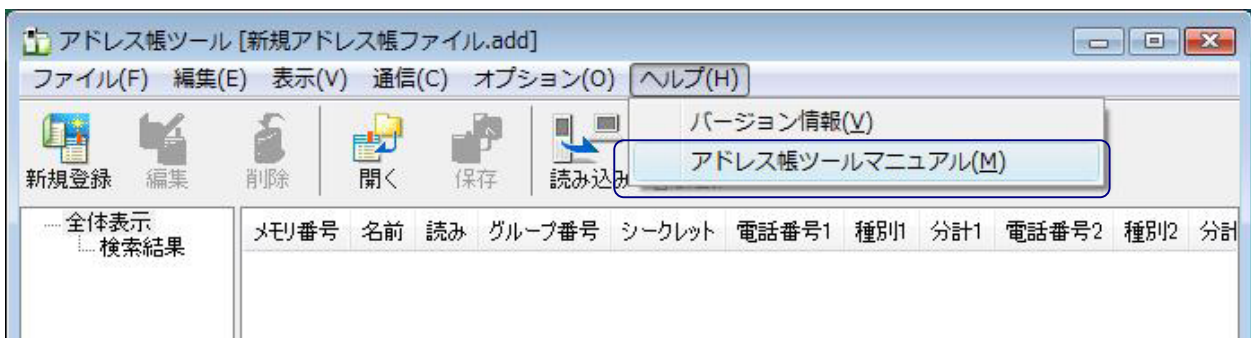 アドレス帳ツール [新規アドレス帳ファイル.add]
ファイル(F) 編集(E) 表示(V) 通信(C) オプション(O) ヘルプ(H)
バージョン情報(V)
アドレス帳ツールマニュアル(M)
新規登録 編集 削除 開く 保存 読み込み
全体表示
検索結果
メモリ番号 名前 読み グループ番号 シークレット 電話番号1 種別1 分計1 電話番号2 種別2 分計